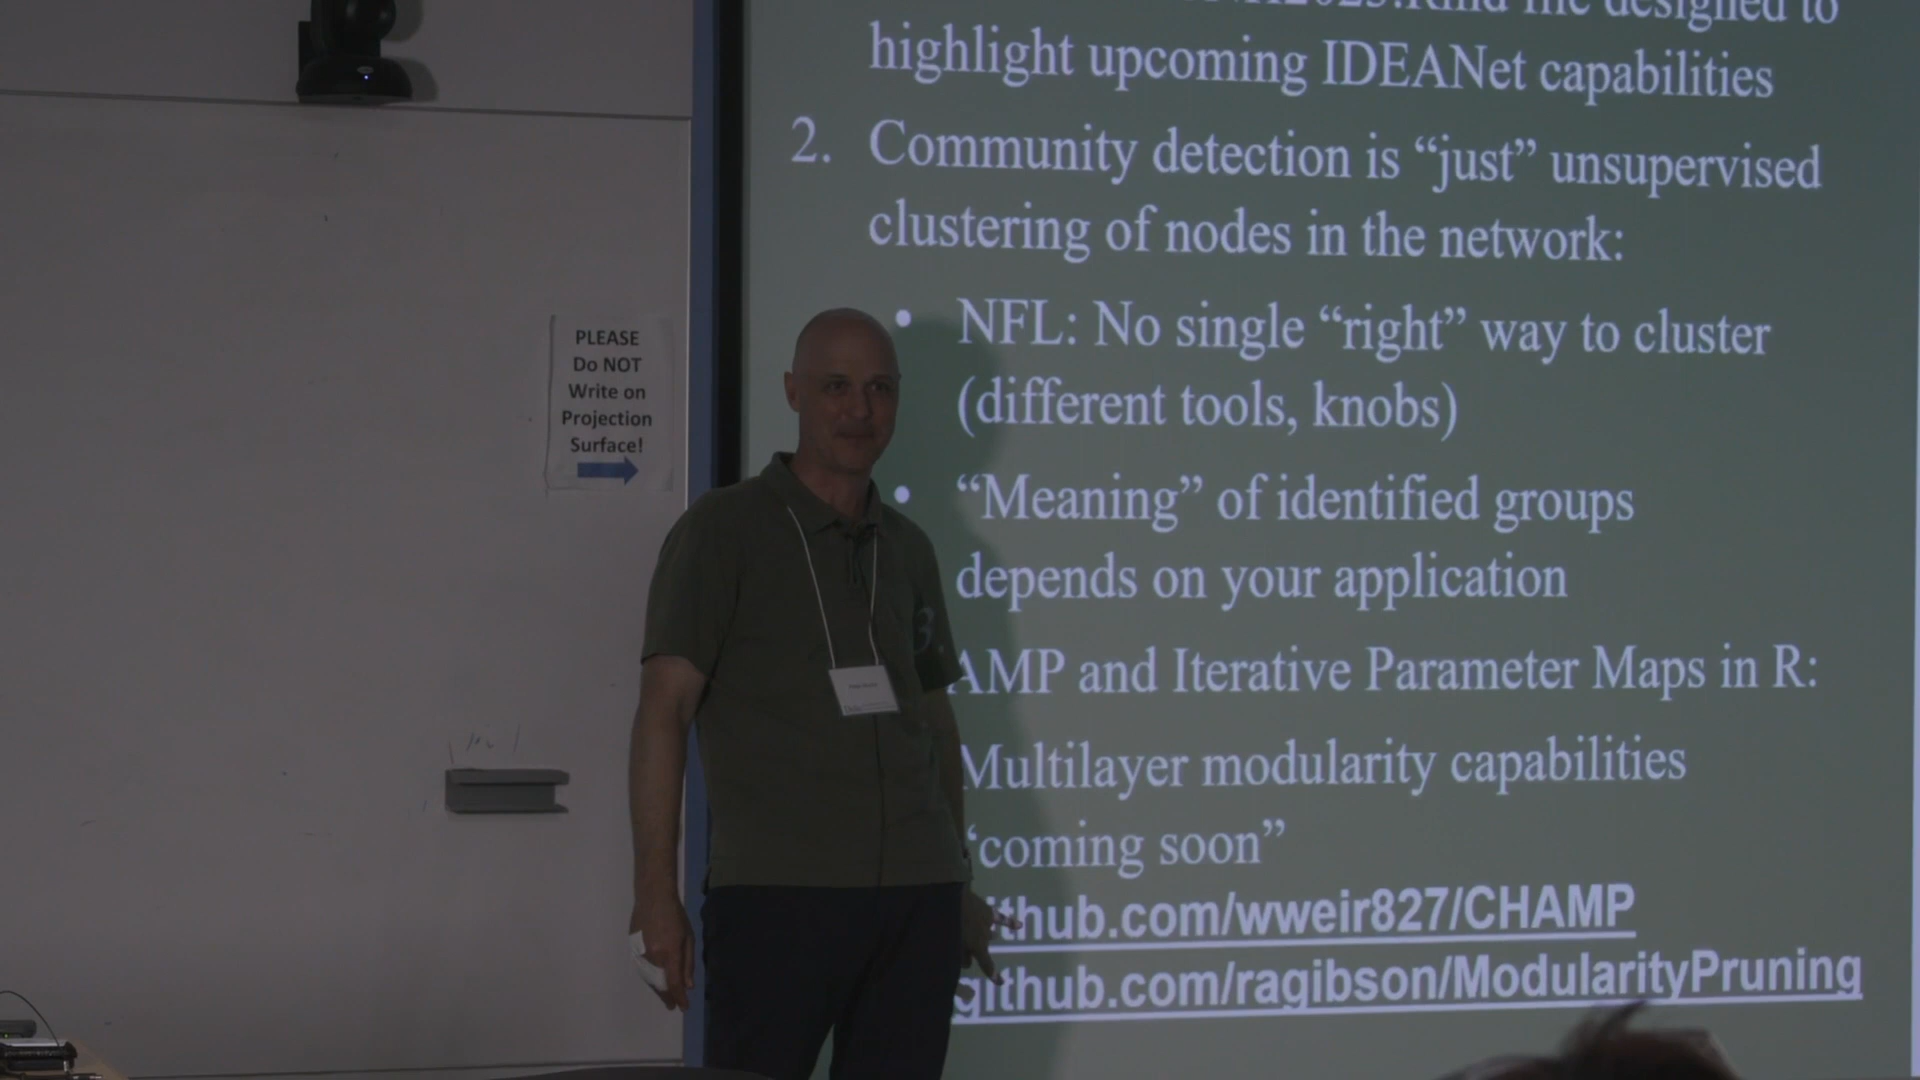 designed to
highlight upcoming IDEANet capabilities
2. Community detection is “just” unsupervised
clustering of nodes in the network:
• NFL: No single “right” way to cluster
(different tools, knobs)
• “Meaning” of identified groups
depends on your application
3.
AMP and Iterative Parameter Maps in R:
Multilayer modularity capabilities
“coming soon”
ithub.com/wweir827/CHAMP
github.com/ragibson/ModularityPruning
PLEASE
Do NOT
Write on
Projection
Surface!